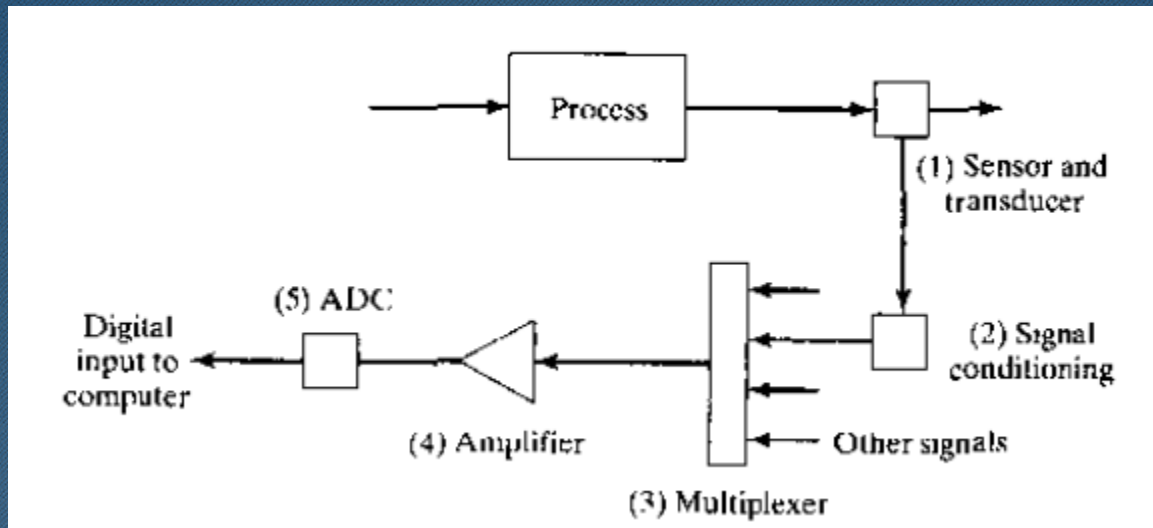 Process
(1) Sensor and
transducer
(2) Signal
conditioning
Other signals
(3) Multiplexer
(4) Amplifier
(5) ADC
Digital
input to
computer